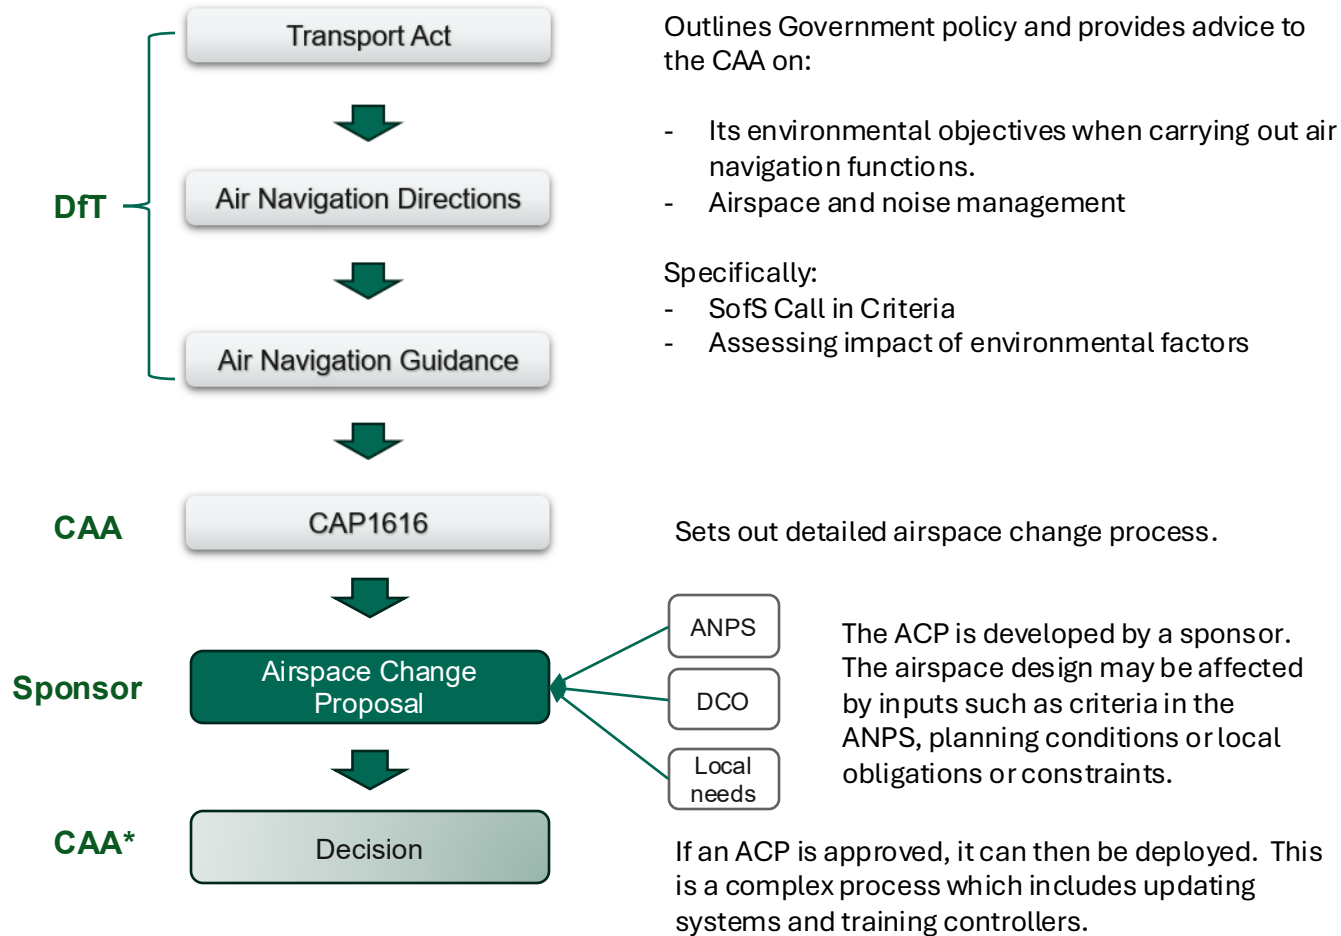 Transport Act
Outlines Government policy and provides advice to
the CAA on:
- Its environmental objectives when carrying out air
navigation functions.
- Airspace and noise management
DfT
Air Navigation Directions
Specifically:
- SofS Call in Criteria
- Assessing impact of environmental factors
Air Navigation Guidance
CAA
CAP1616
Sets out detailed airspace change process.
Sponsor
Airspace Change
Proposal
ANPS
DCO
Local
needs
The ACP is developed by a sponsor.
The airspace design may be affected
by inputs such as criteria in the
ANPS, planning conditions or local
obligations or constraints.
CAA*
Decision
If an ACP is approved, it can then be deployed. This
is a complex process which includes updating
systems and training controllers.